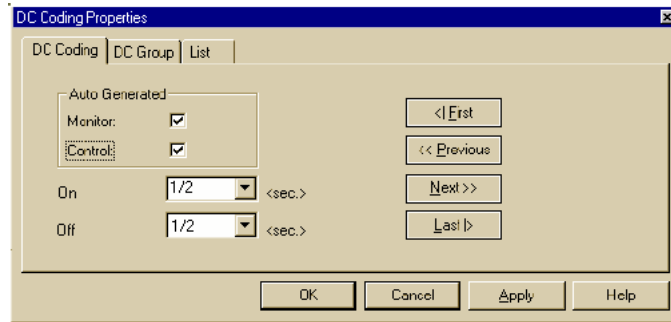 DC Coding Properties
DC Coding DC Group List
Auto Generated
Monitor:
Control:
On 1/2 <sec.>
Off 1/2 <sec.>
<| First
<< Previous
Next >>
Last |>
OK Cancel Apply Help